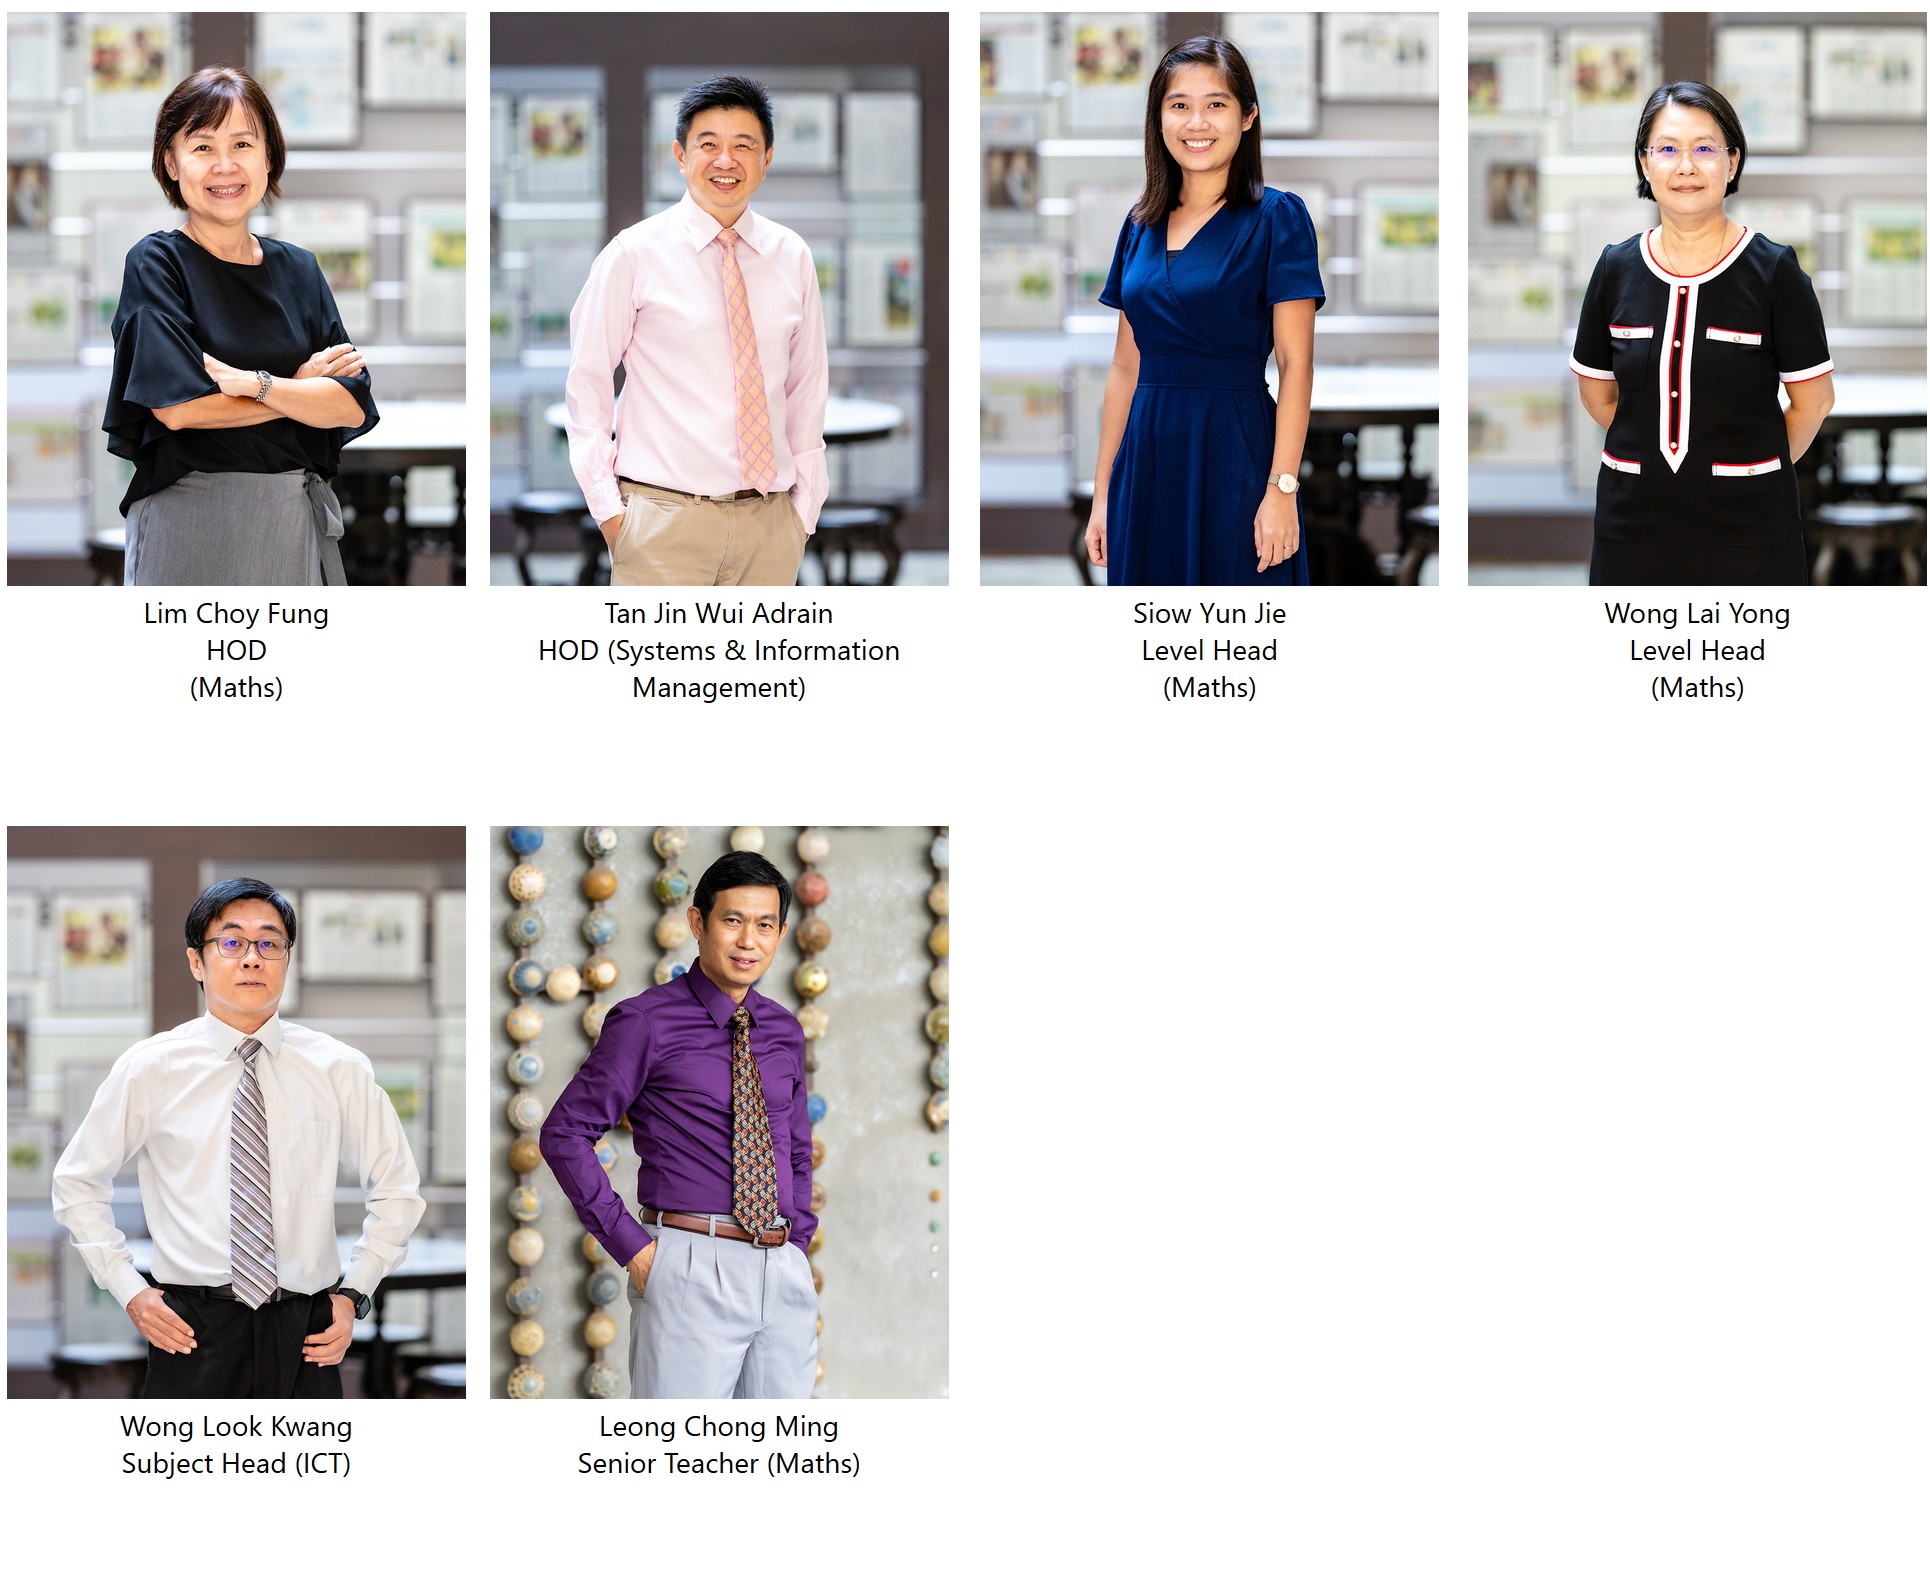 Lim Choy Fung
HOD
(Maths)
Tan Jin Wui Adrain
HOD (Systems & Information
Management)
Siow Yun Jie
Level Head
(Maths)
Wong Lai Yong
Level Head
(Maths)
Wong Look Kwang
Subject Head (ICT)
Leong Chong Ming
Senior Teacher (Maths)